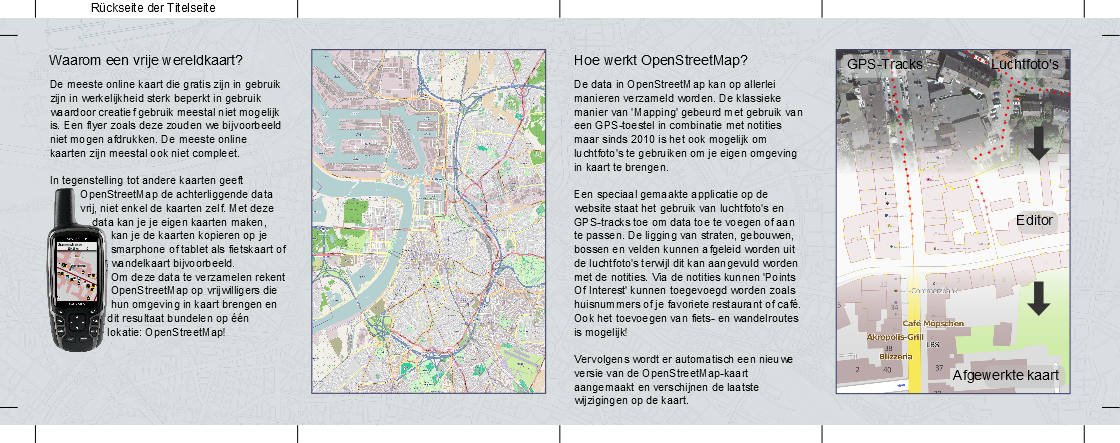 Rückseite der Titelseite
Waarom een vrije wereldkaart?
De meeste online kaart die gratis zijn in gebruik
zijn in werkelijkheid sterk beperkt in gebruik
waardoor creatief gebruik meestal niet mogelijk
is. Een flyer zoals deze zouden we bijvoorbeeld
niet mogen afdrukken. De meeste online
kaarten zijn meestal ook niet compleet.
In tegenstelling tot andere kaarten geeft
OpenStreetMap de achterliggende data
vrij, niet enkel de kaarten zelf. Met deze
data kan je je eigen kaarten maken,
kan je de kaarten kopieren op je
smarphone of tablet als fietskaart of
wandelkaart bijvoorbeeld.
Om deze data te verzamelen rekent
OpenStreetMap op vrijwilligers die
hun omgeving in kaart brengen en
dit resultaat bundelen op één
lokatie: OpenStreetMap!
Hoe werkt OpenStreetMap?
De data in OpenStreetMap kan op allerlei
manieren verzameld worden. De klassieke
manier van 'Mapping' gebeurd met gebruik van
een GPS-toestel in combinatie met notities
maar sinds 2010 is het ook mogelijk om
luchtfoto's te gebruiken om je eigen omgeving
in kaart te brengen.
Een speciaal gemaakte applicatie op de
website staat het gebruik van luchtfoto's en
GPS-tracks toe om data toe te voegen of aan
te passen. De ligging van straten, gebouwen,
bossen en velden kunnen afgeleid worden uit
de luchtfoto's terwijl dit kan aangevuld worden
met de notities. Via de notities kunnen 'Points
Of Interest' kunnen toegevoegd worden zoals
huisnummers of je favoriete restaurant of café.
Ook het toevoegen van fiets- en wandelroutes
is mogelijk!
Vervolgens wordt er automatisch een nieuwe
versie van de OpenStreetMap-kaart
aangemaakt en verschijnen de laatste
wijzigingen op de kaart.
GPS-Tracks
Luchtfoto's
Editor
Commerzbank
34
Café Möpschen
Akropolis-Grill
38
LBS
Blizzeria
2
40
37
Afgewerkte kaart